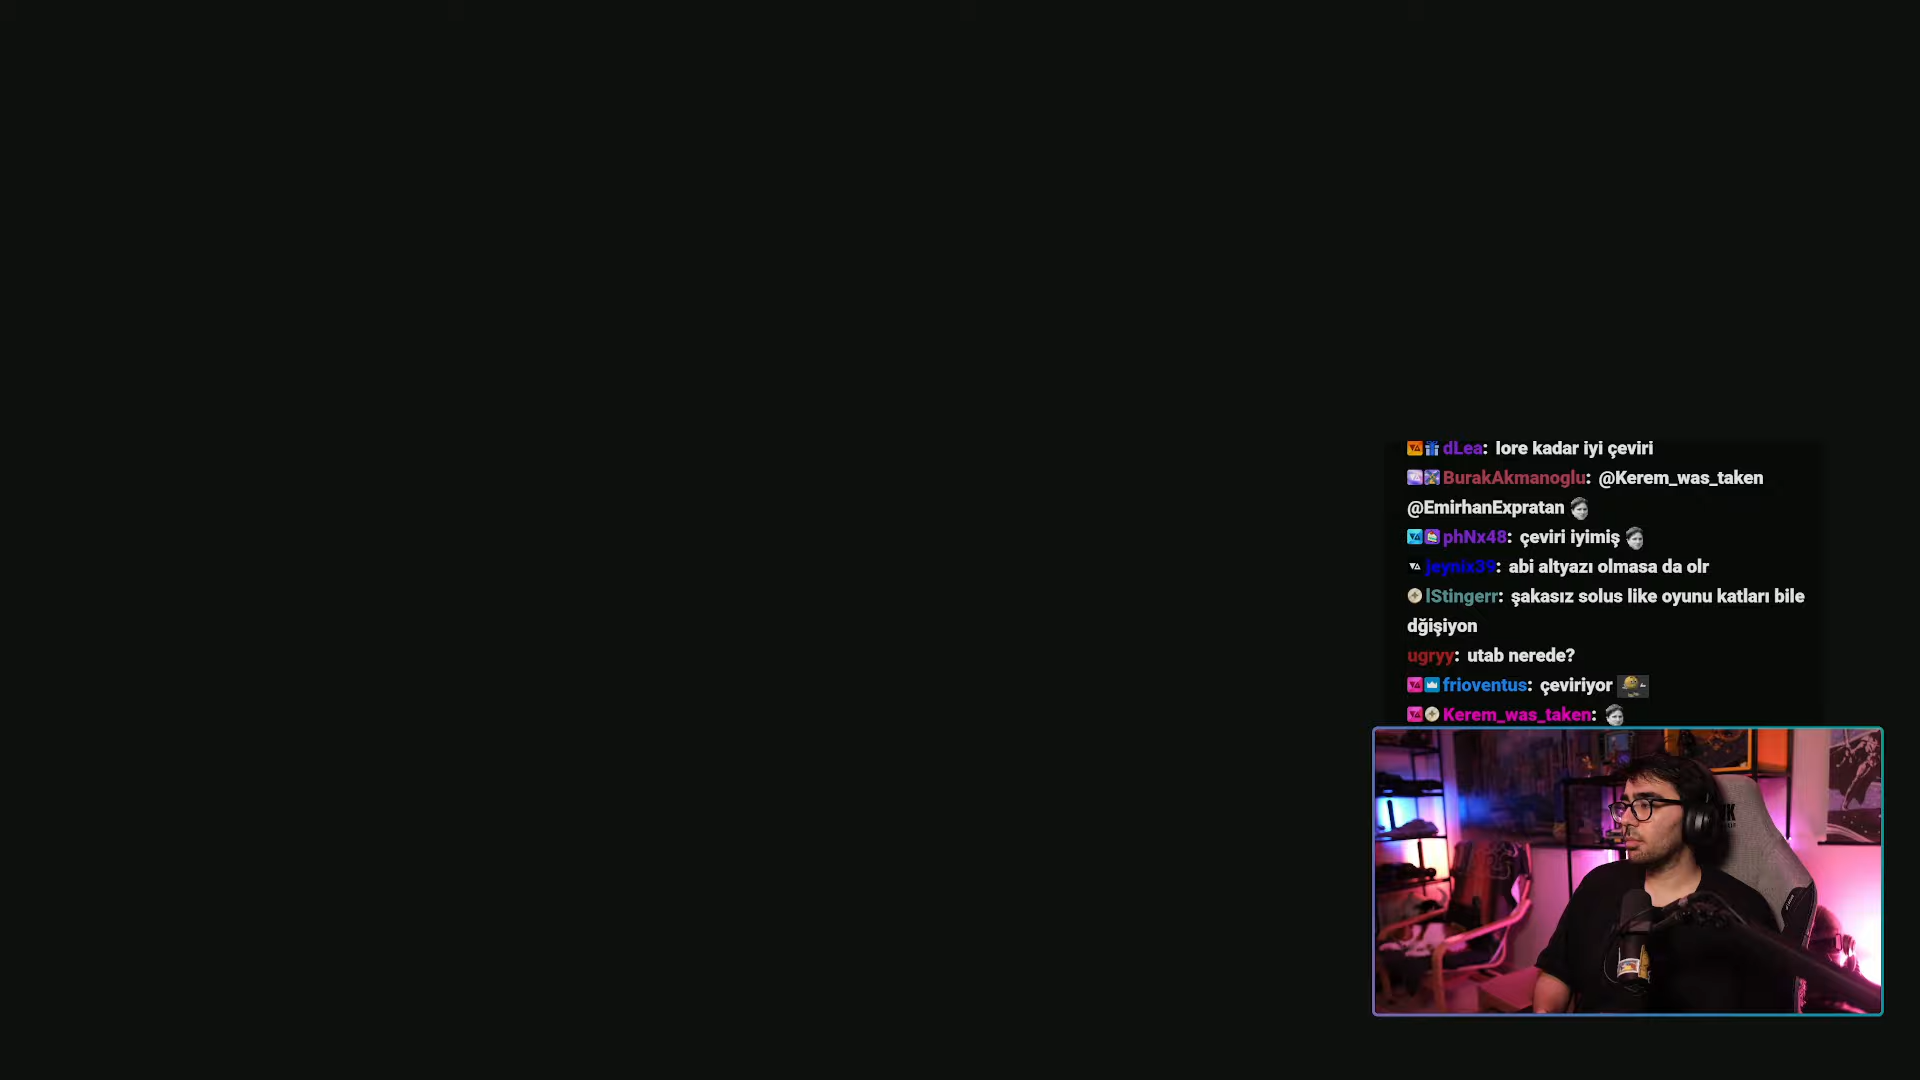 dLea: lore kadar iyi çeviri
BurakAkmanoglu: @Kerem_was_taken
@EmirhanExpratan
phNx48: çeviri iyimiş
jeynix39: abi altyazı olmasa da olr
lStingerr: şakasız solus like oyunu katları bile
dğişiyon
ugryy: utab nerede?
frioventus: çeviriyor
Kerem_was_taken: